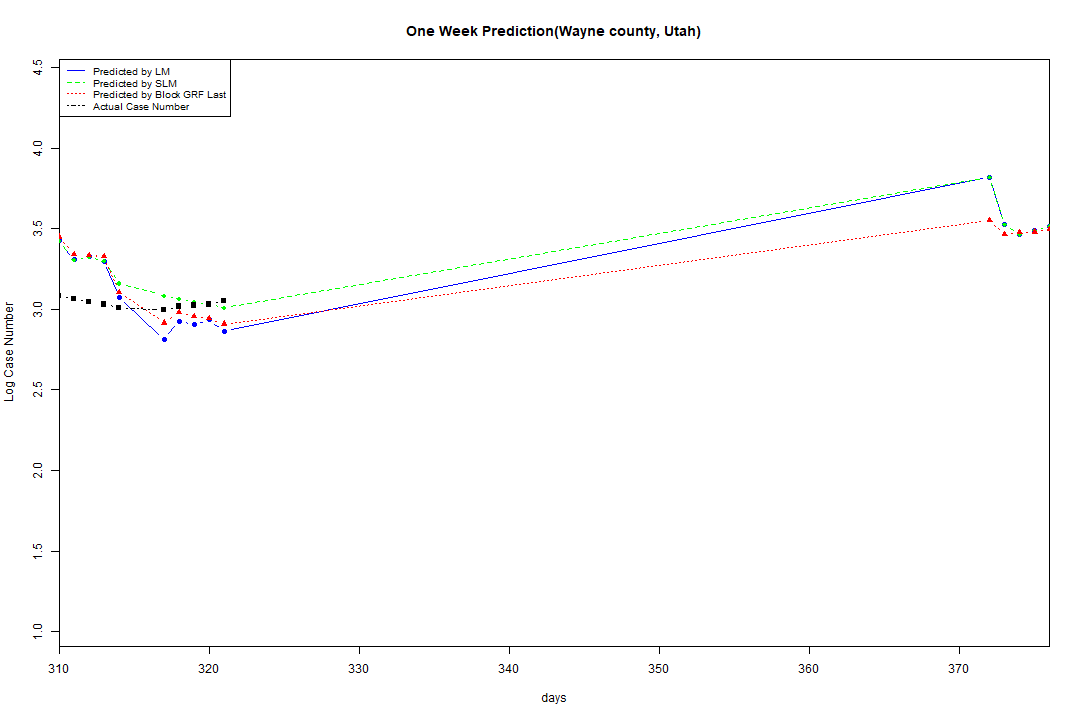 One Week Prediction(Wayne county, Utah)
Predicted by LM
Predicted by SLM
Predicted by Block GRF Last
Actual Case Number
4.5
4.0
3.5
3.0
2.5
2.0
1.5
1.0
Log Case Number
310 320 330 340 350 360 370
days